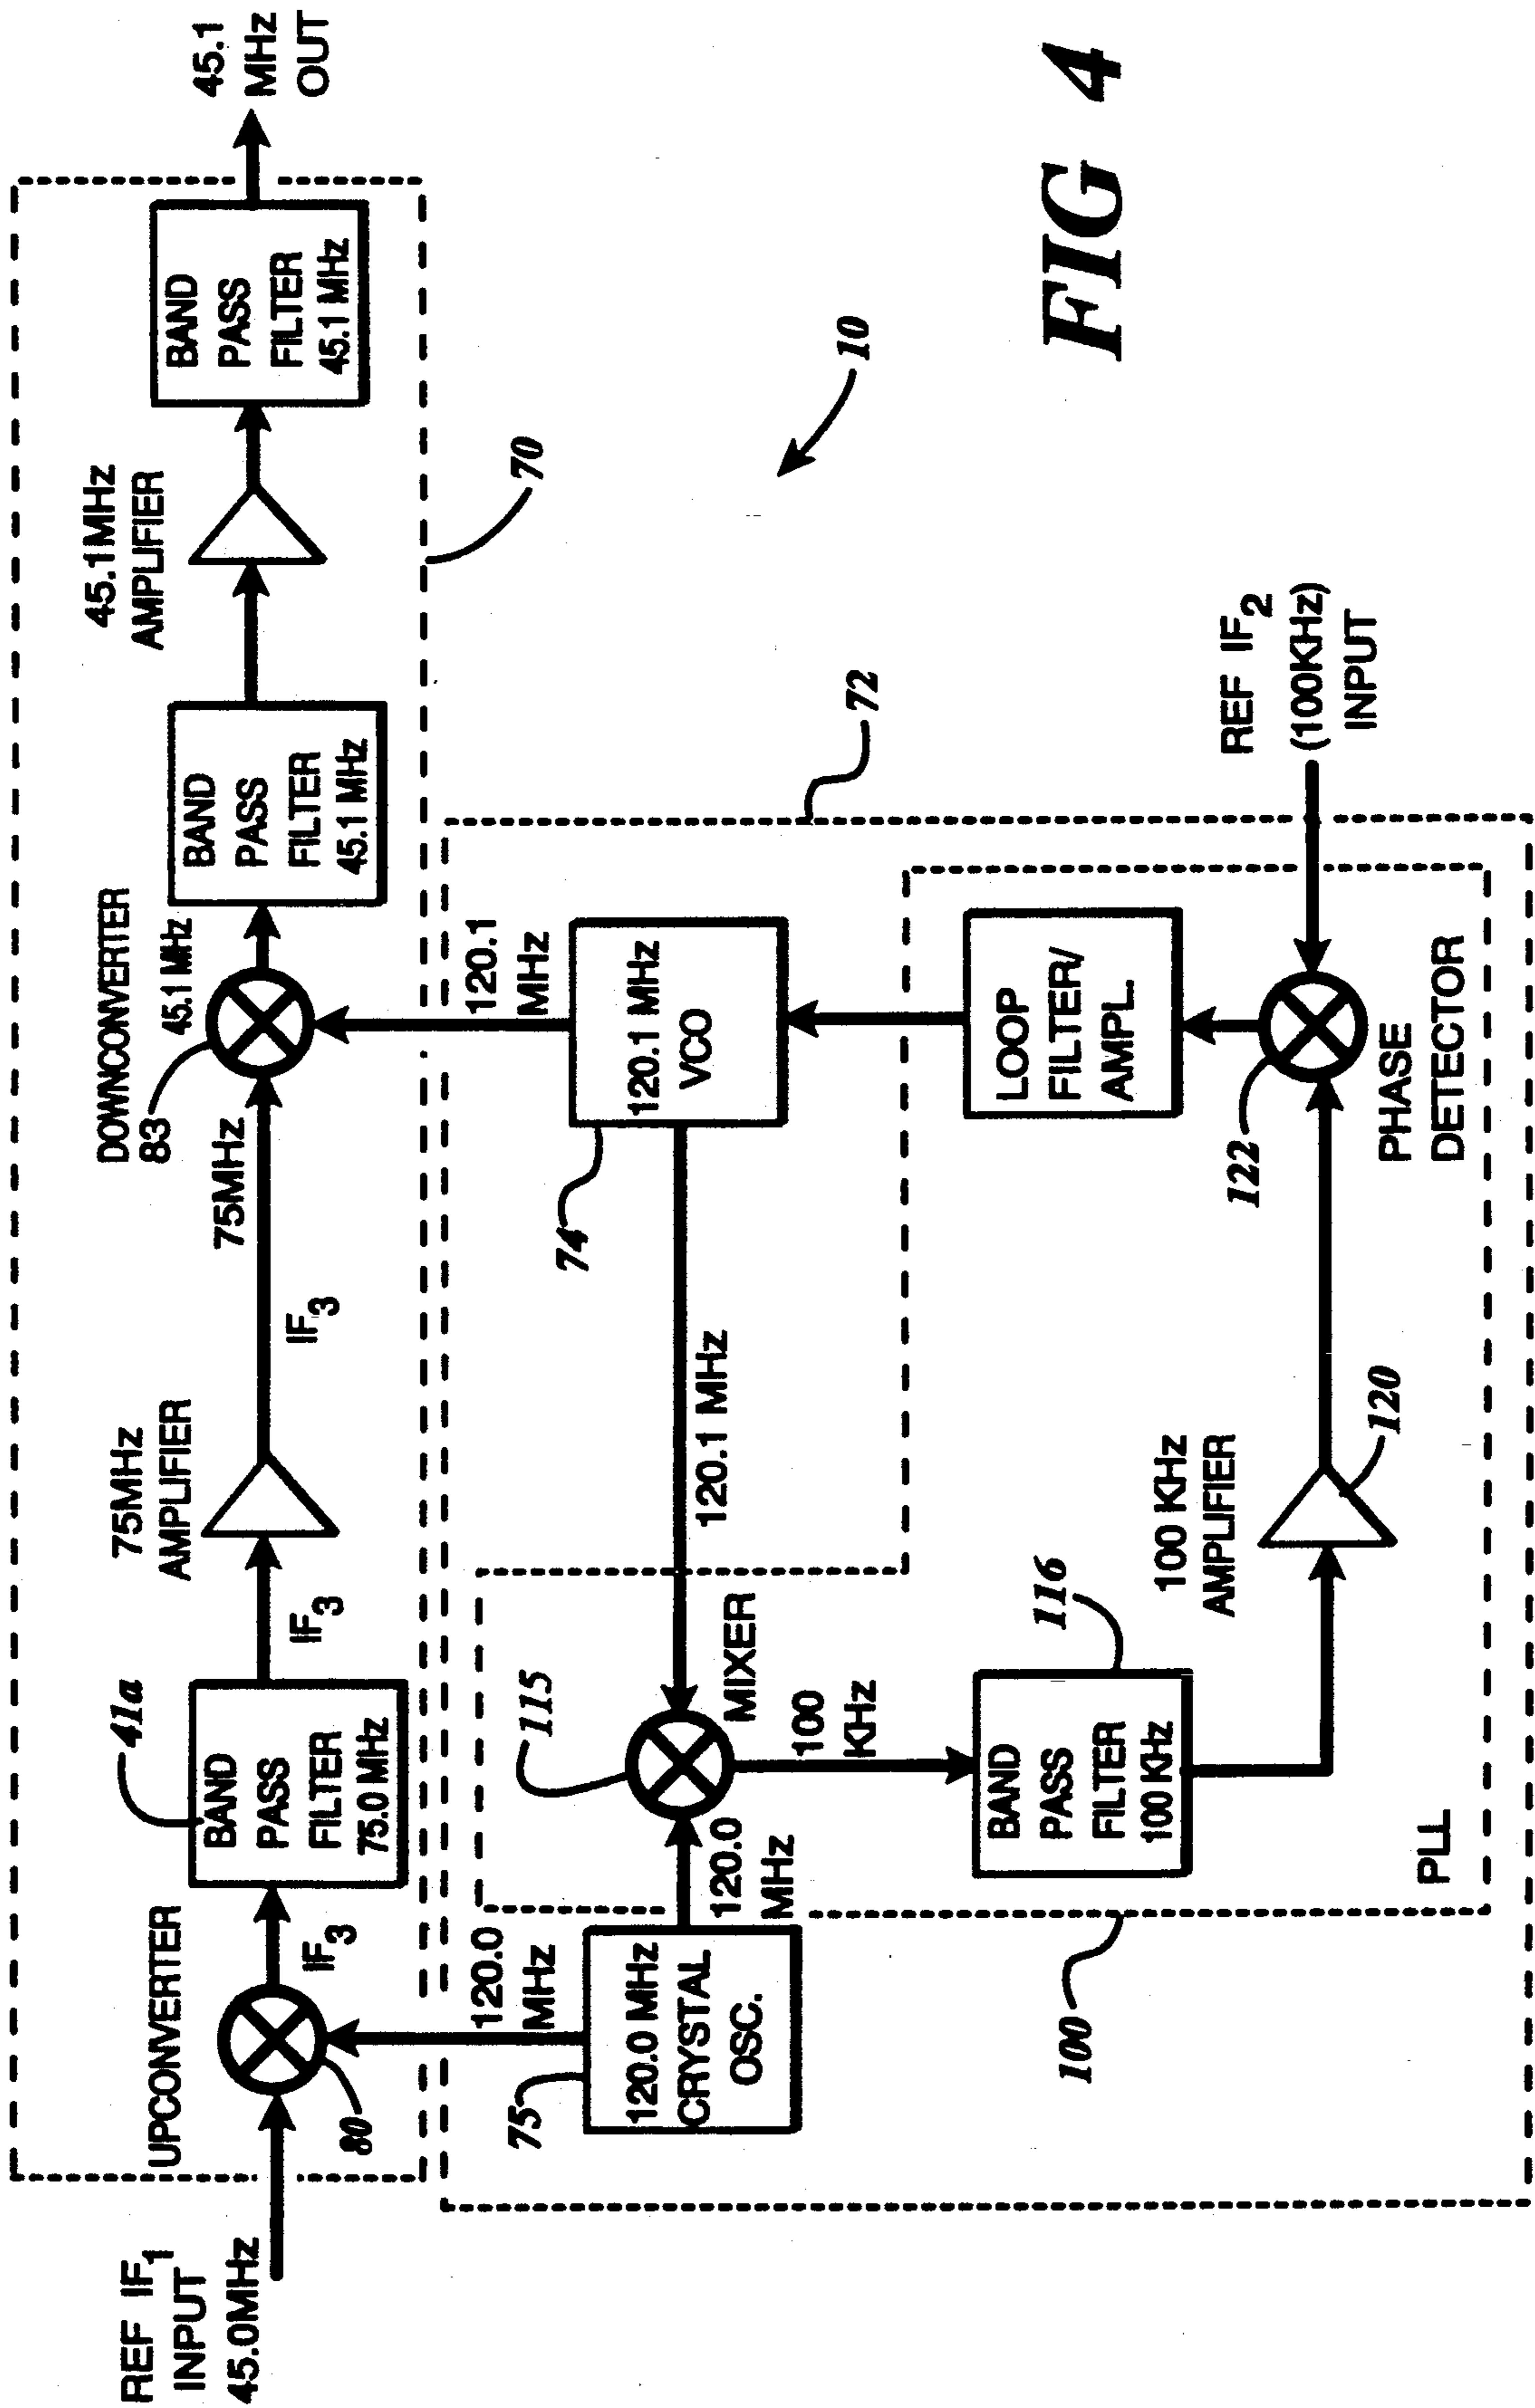 REF IF1
INPUT
45.0MHz
UPCONVERTER
80
IF3
BAND
PASS
FILTER
75.0 MHz
41a
IF3
75MHz
AMPLIFIER
IF3
75MHz
DOWNCONVERTER
83
45.1 MHz
BAND
PASS
FILTER
45.1 MHz
45.1MHz
AMPLIFIER
BAND
PASS
FILTER
45.1 MHz
45.1
MHz
OUT
70
120.0
MHz
75
120.0 MHz
CRYSTAL
OSC.
120.0
MHz
115
MIXER
120.1 MHz
74
120.1 MHz
VCO
120.1
MHz
72
10
100
KHz
BAND
PASS
FILTER
100 KHz
116
100 KHz
AMPLIFIER
120
LOOP
FILTER/
AMPL.
122
PHASE
DETECTOR
REF IF2
(100KHz)
INPUT
PLL
100
FIG 4